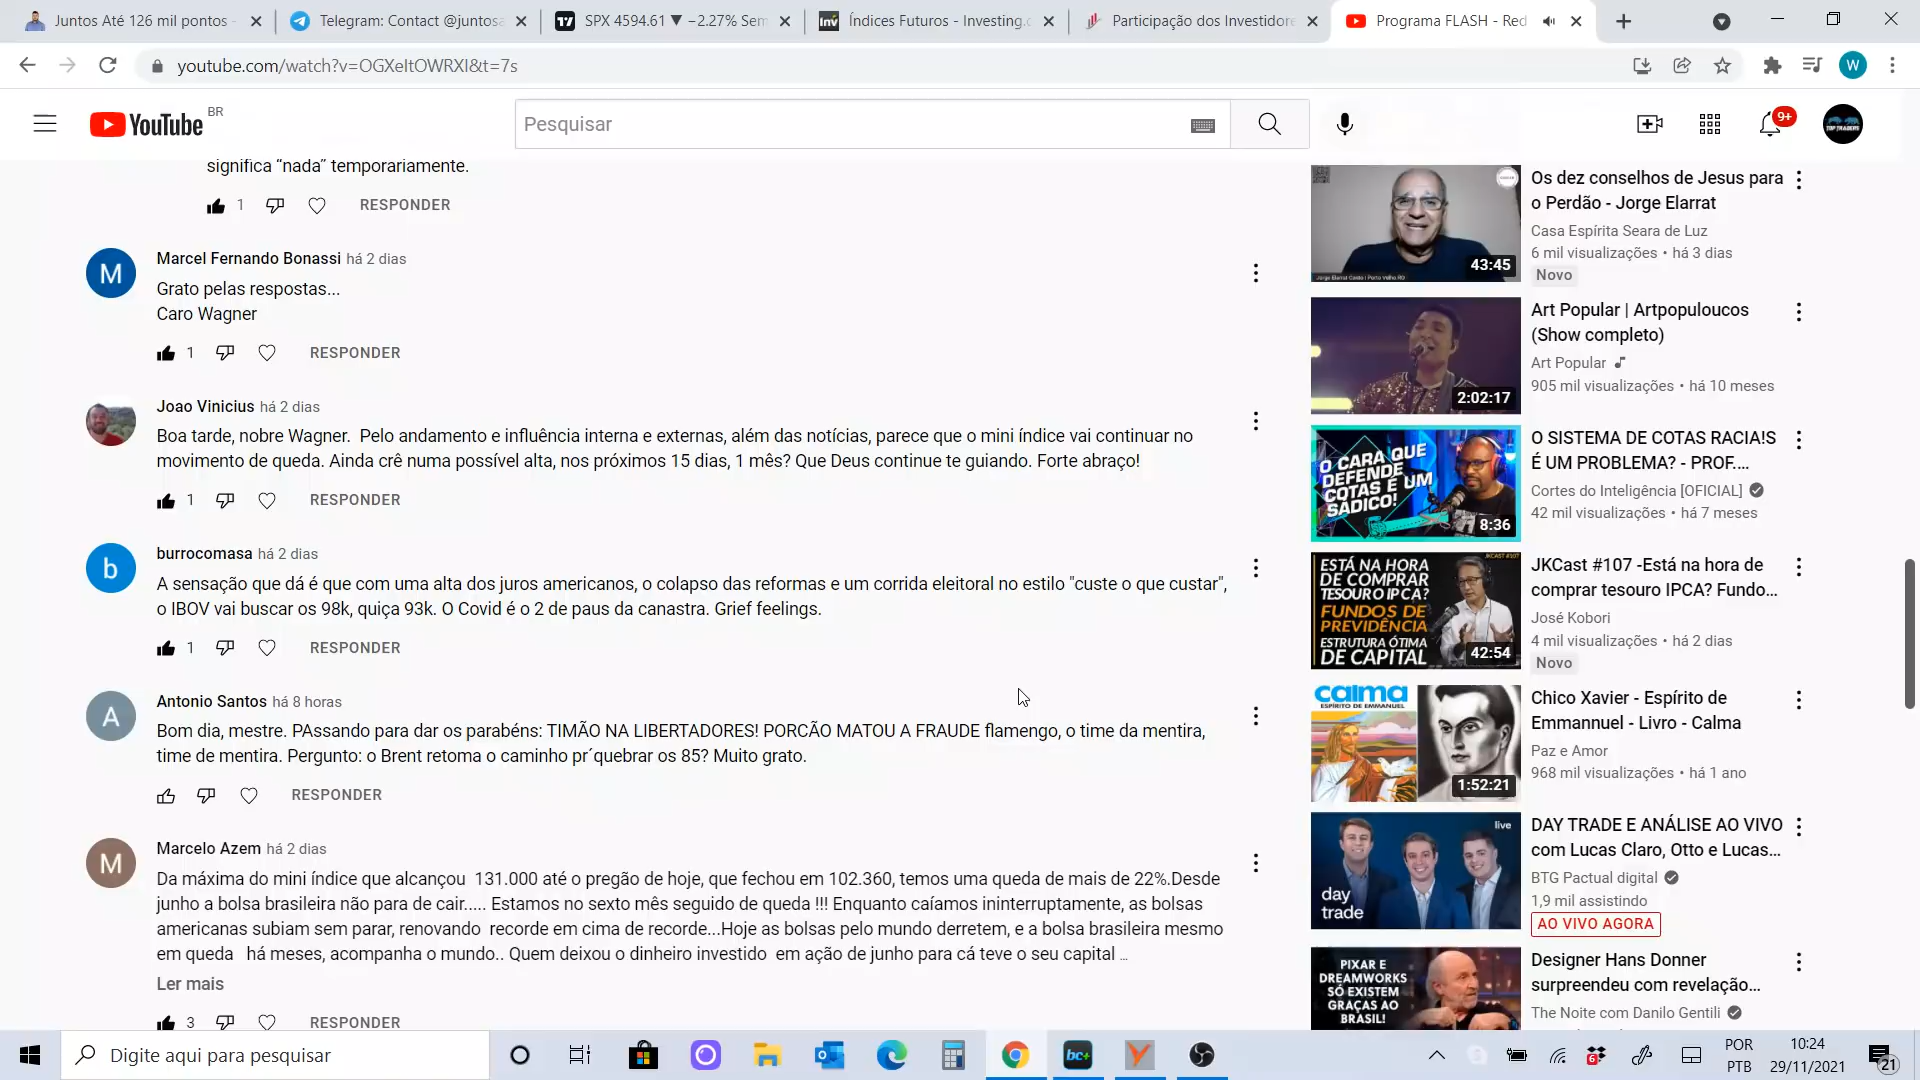 Juntos Até 126 mil pontos -
Telegram: Contact @juntosa
SPX 4594.61 ▼ −2.27% Sem
Índices Futuros - Investing.c
Participação dos Investidore
Programa FLASH - Red
youtube.com/watch?v=OGXeItOWRXI&t=7s
W
YouTube BR
Pesquisar
9+
TOP TRADERS
significa “nada” temporariamente.
1 RESPONDER
M
Marcel Fernando Bonassi há 2 dias
Grato pelas respostas...
Caro Wagner
1 RESPONDER
Joao Vinicius há 2 dias
Boa tarde, nobre Wagner. Pelo andamento e influência interna e externas, além das notícias, parece que o mini índice vai continuar no
movimento de queda. Ainda crê numa possível alta, nos próximos 15 dias, 1 mês? Que Deus continue te guiando. Forte abraço!
1 RESPONDER
b
burrocomasa há 2 dias
A sensação que dá é que com uma alta dos juros americanos, o colapso das reformas e um corrida eleitoral no estilo "custe o que custar",
o IBOV vai buscar os 98k, quiça 93k. O Covid é o 2 de paus da canastra. Grief feelings.
1 RESPONDER
A
Antonio Santos há 8 horas
Bom dia, mestre. PAssando para dar os parabéns: TIMÃO NA LIBERTADORES! PORCÃO MATOU A FRAUDE flamengo, o time da mentira,
time de mentira. Pergunto: o Brent retoma o caminho pr´quebrar os 85? Muito grato.
RESPONDER
M
Marcelo Azem há 2 dias
Da máxima do mini índice que alcançou 131.000 até o pregão de hoje, que fechou em 102.360, temos uma queda de mais de 22%.Desde
junho a bolsa brasileira não para de cair..... Estamos no sexto mês seguido de queda !!! Enquanto caíamos ininterruptamente, as bolsas
americanas subiam sem parar, renovando recorde em cima de recorde...Hoje as bolsas pelo mundo derretem, e a bolsa brasileira mesmo
em queda há meses, acompanha o mundo.. Quem deixou o dinheiro investido em ação de junho para cá teve o seu capital ...
Ler mais
3 RESPONDER
43:45
Os dez conselhos de Jesus para
o Perdão - Jorge Elarrat
Casa Espírita Seara de Luz
6 mil visualizações • há 3 dias
Novo
2:02:17
Art Popular | Artpopuloucos
(Show completo)
Art Popular
905 mil visualizações • há 10 meses
O CARA QUE
DEFENDE
COTAS É UM
SÁDICO!
8:36
O SISTEMA DE COTAS RACIA!S
É UM PROBLEMA? - PROF....
Cortes do Inteligência [OFICIAL]
42 mil visualizações • há 7 meses
JKCAST #107
ESTÁ NA HORA
DE COMPRAR
TESOURO IPCA?
FUNDOS
DE PREVIDÊNCIA
ESTRUTURA ÓTIMA
DE CAPITAL
42:54
JKCast #107 -Está na hora de
comprar tesouro IPCA? Fundo...
José Kobori
4 mil visualizações • há 2 dias
Novo
calma
ESPÍRITO DE EMMANUEL
1:52:21
Chico Xavier - Espírito de
Emmannuel - Livro - Calma
Paz e Amor
968 mil visualizações • há 1 ano
live
day
trade
DAY TRADE E ANÁLISE AO VIVO
com Lucas Claro, Otto e Lucas...
BTG Pactual digital
1,9 mil assistindo
AO VIVO AGORA
PIXAR E
DREAMWORKS
SÓ EXISTEM
GRAÇAS AO
BRASIL!
Designer Hans Donner
surpreendeu com revelação...
The Noite com Danilo Gentili
Digite aqui para pesquisar
bc+
6
POR
PTB
10:24
29/11/2021
21